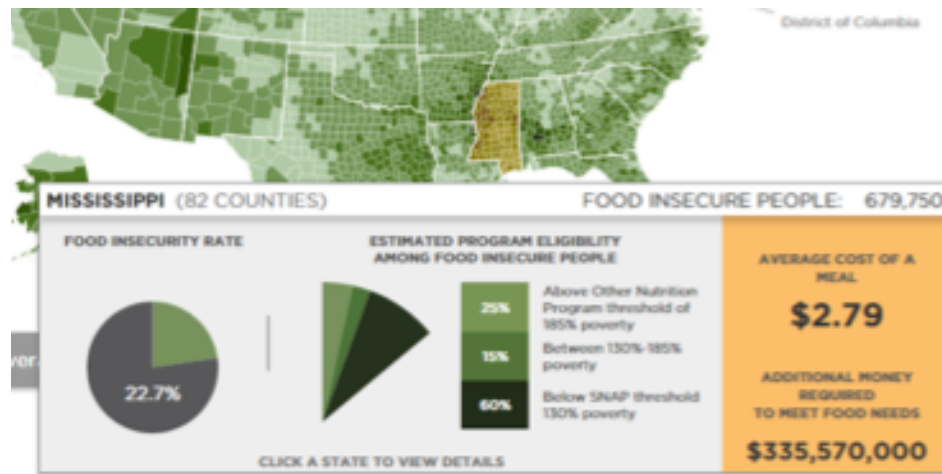 District of Columbia
MISSISSIPPI (82 COUNTIES)
FOOD INSECURE PEOPLE: 679,750
FOOD INSECURITY RATE
22.7%
ESTIMATED PROGRAM ELIGIBILITY
AMONG FOOD INSECURE PEOPLE
25%
Above Other Nutrition
Program threshold of
185% poverty
15%
Between 130%-185%
poverty
60%
Below SNAP threshold
130% poverty
AVERAGE COST OF A
MEAL
$2.79
ADDITIONAL MONEY
REQUIRED
TO MEET FOOD NEEDS
$335,570,000
CLICK A STATE TO VIEW DETAILS